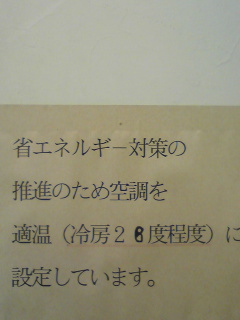 省エネルギー対策の
推進のため空調を
適温（冷房28度程度）に
設定しています。